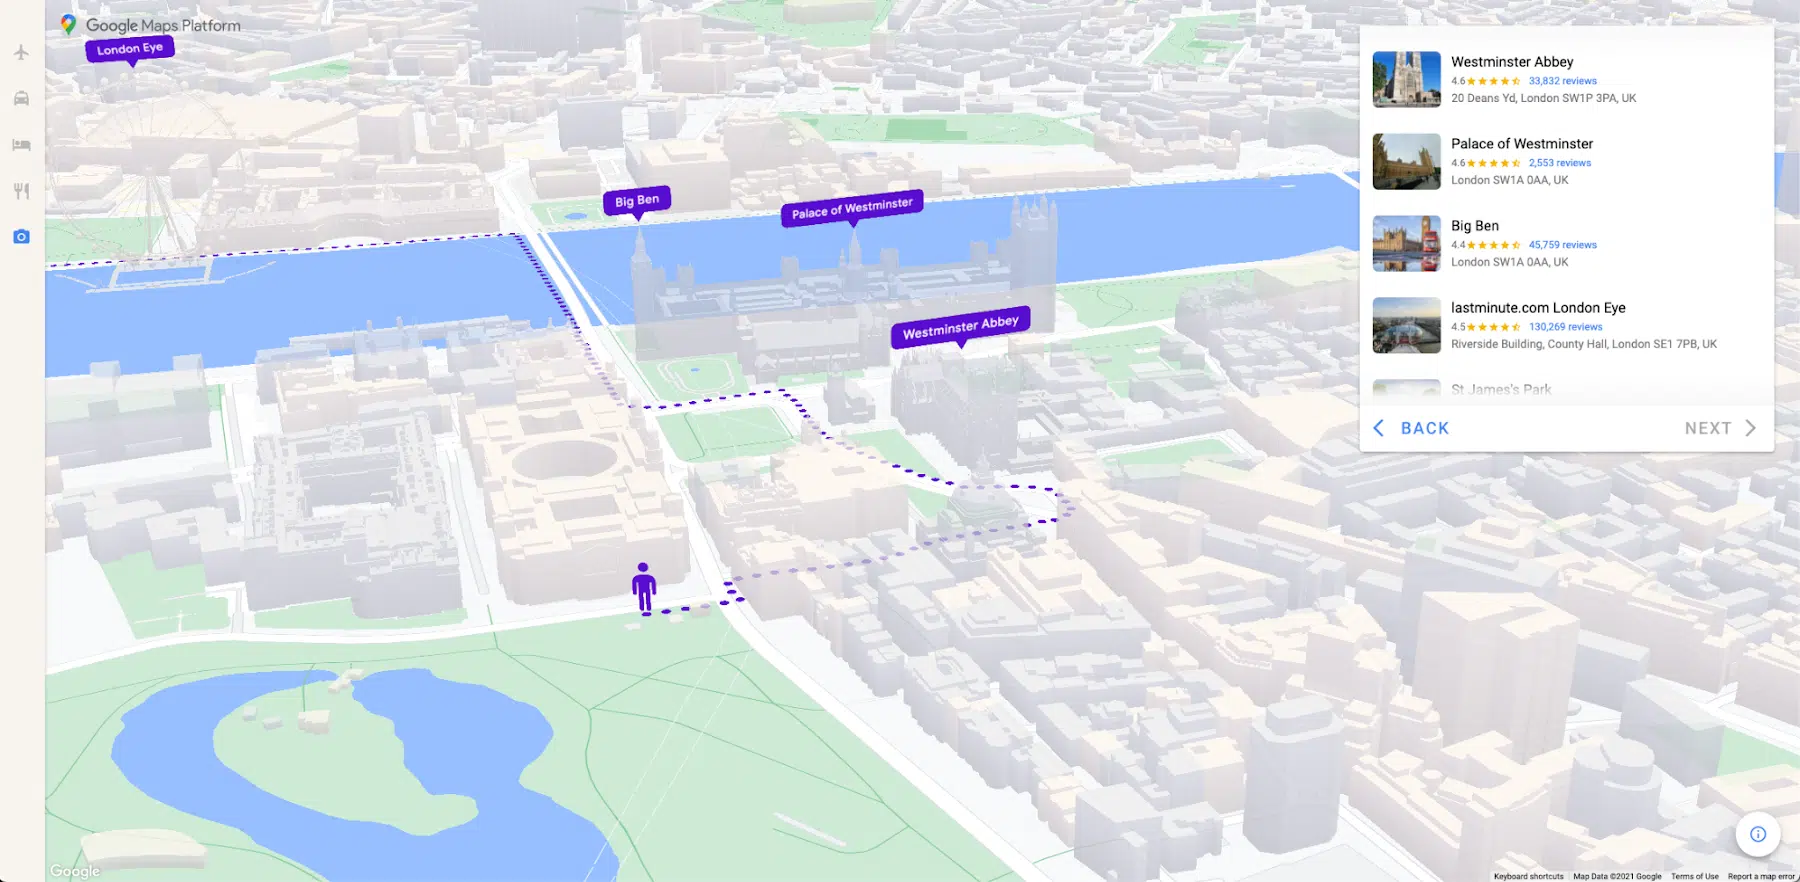 Google Maps Platform
London Eye
Big Ben
Palace of Westminster
Westminster Abbey
Westminster Abbey
4.6 33,832 reviews
20 Deans Yd, London SW1P 3PA, UK
Palace of Westminster
4.6 2,553 reviews
London SW1A 0AA, UK
Big Ben
4.4 45,759 reviews
London SW1A 0AA, UK
lastminute.com London Eye
4.5 130,269 reviews
Riverside Building, County Hall, London SE1 7PB, UK
St James's Park
BACK
NEXT
Google
Keyboard shortcuts Map Data ©2021 Google Terms of Use Report a map error